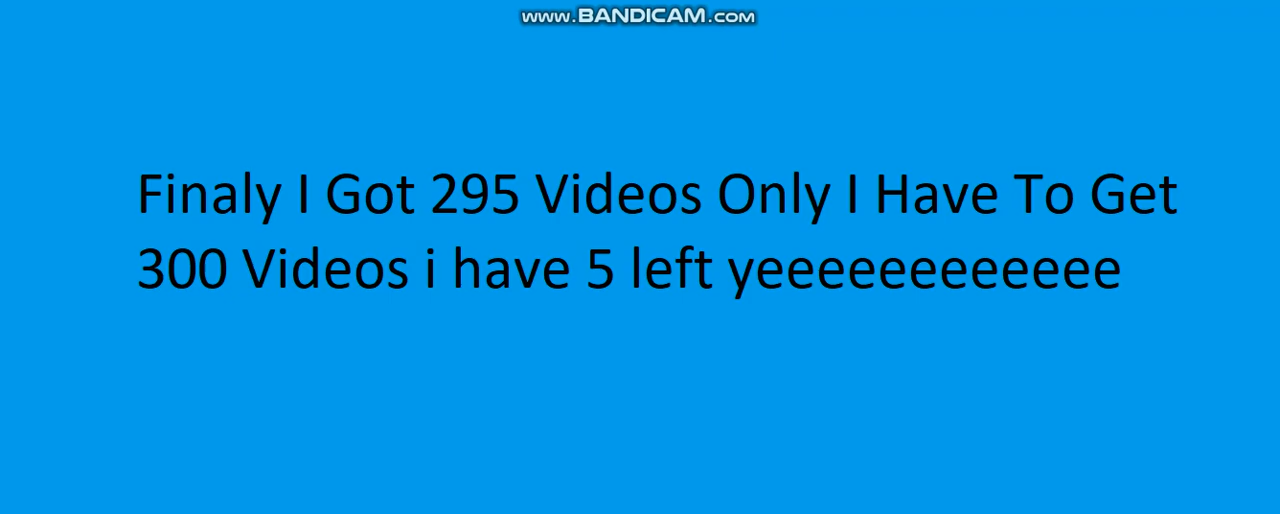 www.BANDICAM.com
Finaly I Got 295 Videos Only I Have To Get
300 Videos i have 5 left yeeeeeeeeeeee